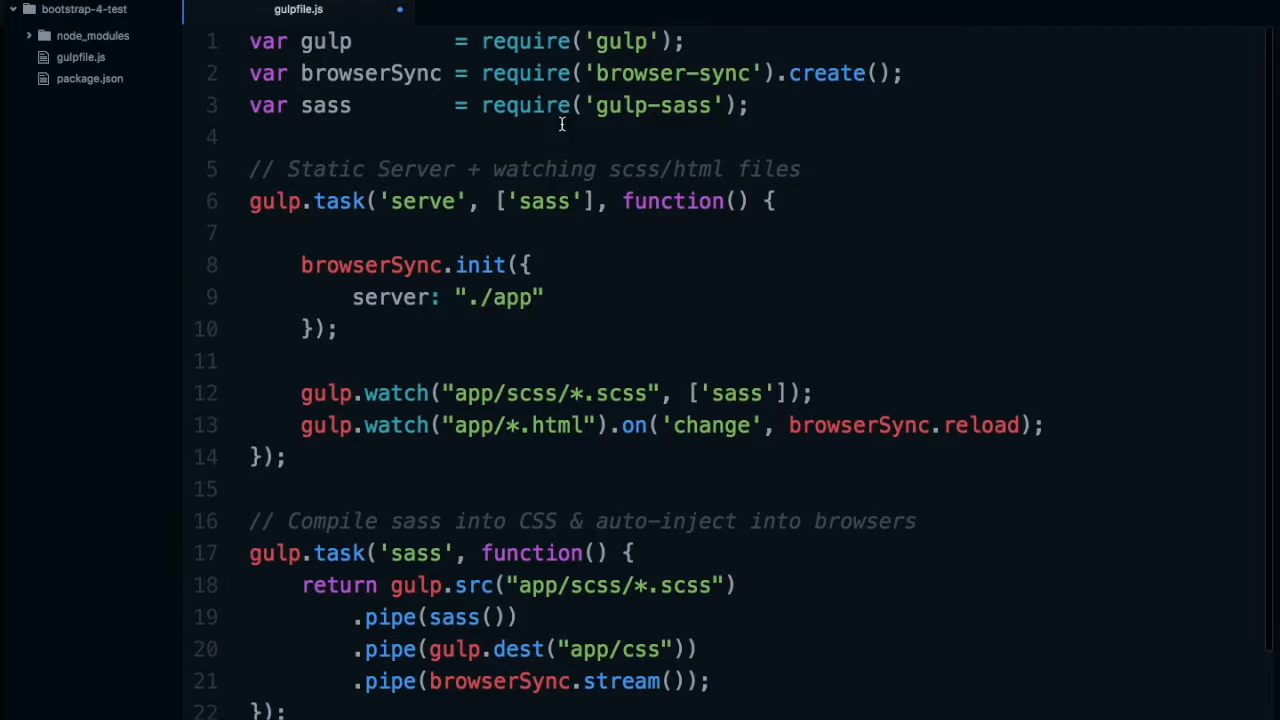 bootstrap-4-test
node_modules
gulpfile.js
package.json
gulpfile.js
1 var gulp = require('gulp');
2 var browserSync = require('browser-sync').create();
3 var sass = require('gulp-sass');
4
5 // Static Server + watching scss/html files
6 gulp.task('serve', ['sass'], function() {
7
8 browserSync.init({
9 server: "./app"
10 });
11
12 gulp.watch("app/scss/*.scss", ['sass']);
13 gulp.watch("app/*.html").on('change', browserSync.reload);
14 });
15
16 // Compile sass into CSS & auto-inject into browsers
17 gulp.task('sass', function() {
18 return gulp.src("app/scss/*.scss")
19 .pipe(sass())
20 .pipe(gulp.dest("app/css"))
21 .pipe(browserSync.stream());
22 });